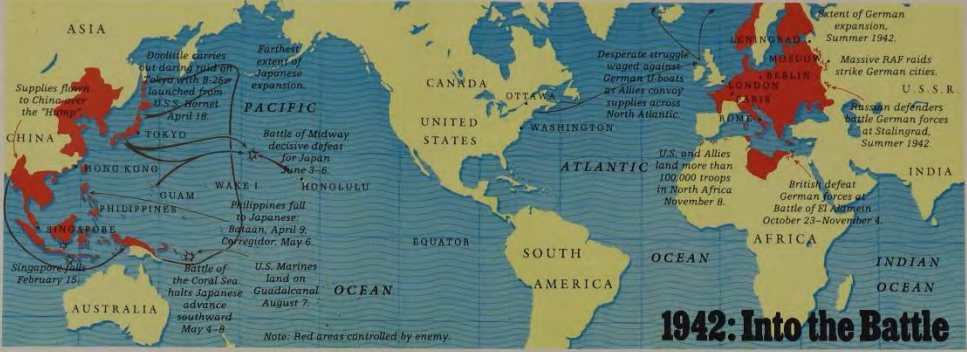 ASIA
Doolittle carries
out daring raid on
Tokyo with B-25s
launched from
U.S.S. Hornet
April 18.
Farthest
extent of
Japanese
expansion.
Supplies flown
to China over
the "Hump"
CHINA
PACIFIC
TOKYO
Battle of Midway
decisive defeat
for Japan
June 3–6.
HONG KONG
GUAM
WAKE I
HONOLULU
PHILIPPINES
Philippines fall
to Japanese:
Bataan, April 9.
Corregidor, May 6.
SINGAPORE
Singapore falls
February 15.
Battle of
the Coral Sea
halts Japanese
advance
southward
May 4–8
U.S. Marines
land on
Guadalcanal
August 7.
OCEAN
AUSTRALIA
Note: Red areas controlled by enemy.
CANADA
OTTAWA
UNITED
STATES
WASHINGTON
Desperate struggle
waged against
German U-boats
as Allies convoy
supplies across
North Atlantic.
ATLANTIC
U.S. and Allies
land more than
100,000 troops
in North Africa
November 8.
EQUATOR
SOUTH
AMERICA
OCEAN
Extent of German
expansion,
Summer 1942.
LENINGRAD
MOSCOW
BERLIN
LONDON
PARIS
ROME
Massive RAF raids
strike German cities.
U.S.S.R.
Russian defenders
battle German forces
at Stalingrad,
Summer 1942.
INDIA
British defeat
German forces at
Battle of El Alamein
October 23–November 4.
AFRICA
INDIAN
OCEAN
1942: Into the Battle